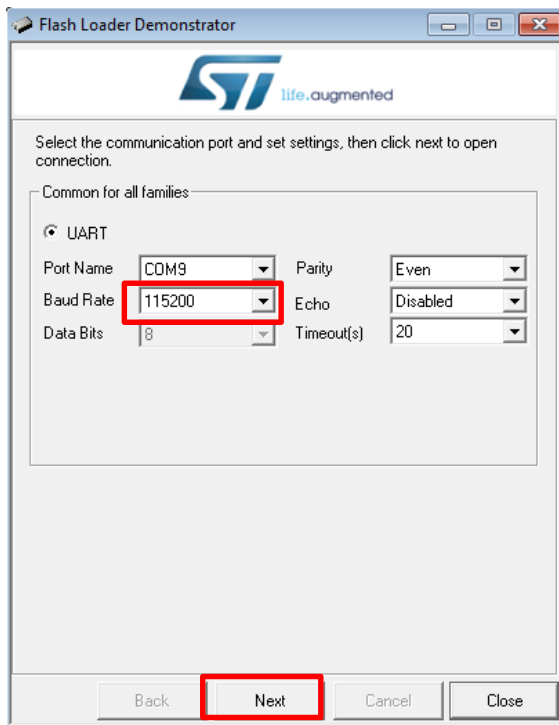 Flash Loader Demonstrator
ST
life.augmented
Select the communication port and set settings, then click next to open
connection.
Common for all families
UART
Port Name COM9 Parity Even
Baud Rate 115200 Echo Disabled
Data Bits 8 Timeout(s) 20
Back Next Cancel Close